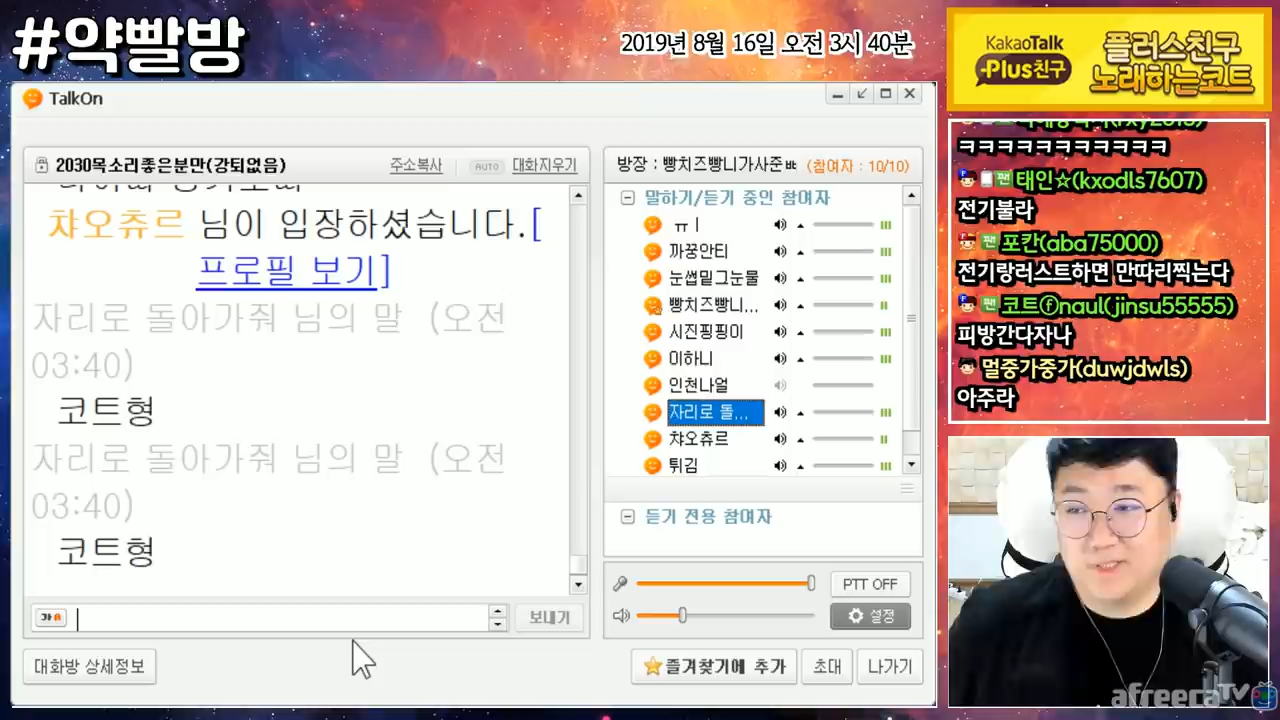 #약빨방
2019년 8월 16일 오전 3시 40분
KakaoTalk
-Plus친구
플러스친구
노래하는코트
TalkOn
2030목소리좋은분만(강퇴없음)
주소복사
AUTO
대화지우기
챠오츄르 님이 입장하셨습니다.[
프로필 보기]
자리로 돌아가줘 님의 말 (오전
03:40)
코트형
자리로 돌아가줘 님의 말 (오전
03:40)
코트형
가
보내기
대화방 상세정보
방장 : 빵치즈빵니가사준ㅃ (참여자 : 10/10)
말하기/듣기 중인 참여자
ㅠㅣ
까꿍안티
눈썹밑그눈물
빵치즈빵니...
시진핑핑이
이하니
인천나얼
자리로 돌...
챠오츄르
튀김
듣기 전용 참여자
PTT OFF
설정
즐겨찾기에 추가
초대
나가기
ㅋㅋㅋㅋㅋㅋㅋㅋㅋㅋㅋ
팬 태인☆(kxodls7607)
전기불라
팬 포칸(aba75000)
전기랑러스트하면 만따리찍는다
팬 코트ⓕnaul(jinsu55555)
피방간다자나
멀중가중가(duwjdwls)
아주라
afreecaTV